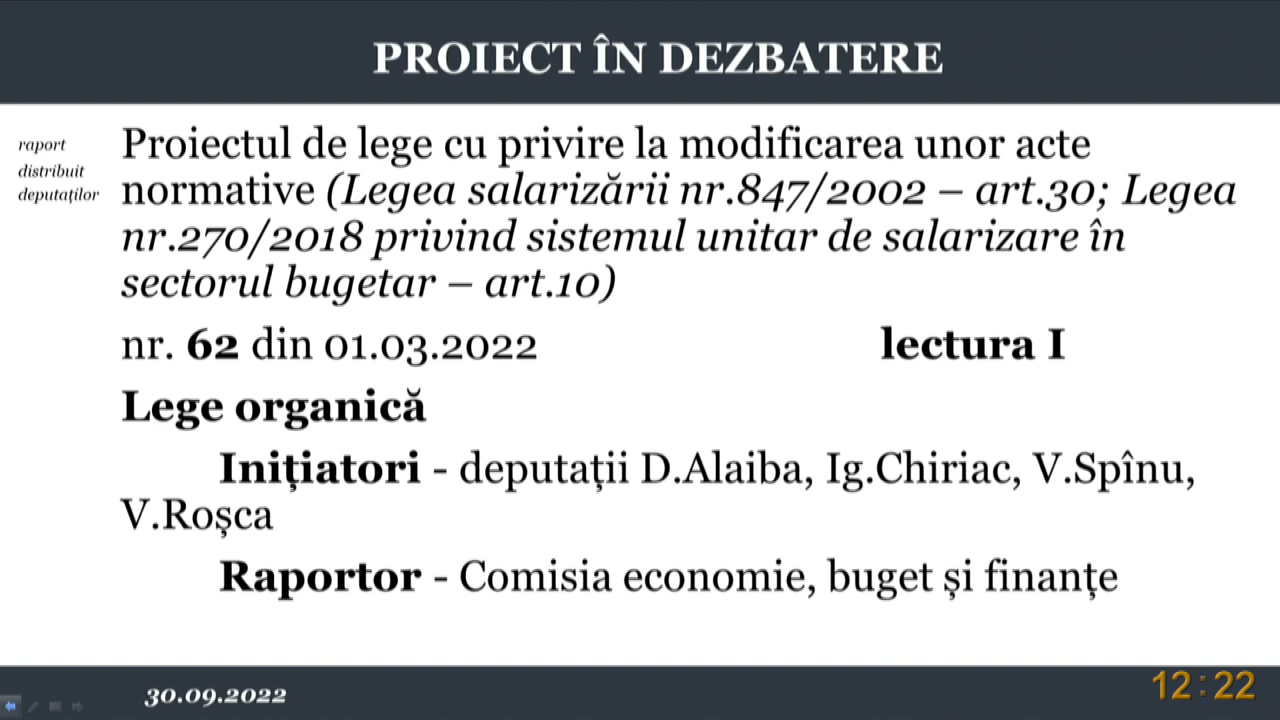 PROIECT ÎN DEZBATERE
raport
distribuit
deputaților
Proiectul de lege cu privire la modificarea unor acte
normative (Legea salarizării nr.847/2002 – art.30; Legea
nr.270/2018 privind sistemul unitar de salarizare în
sectorul bugetar – art.10)
nr. 62 din 01.03.2022 lectura I
Lege organică
Inițiatori - deputații D.Alaiba, Ig.Chiriac, V.Spînu,
V.Roșca
Raportor - Comisia economie, buget și finanțe
30.09.2022
12:22